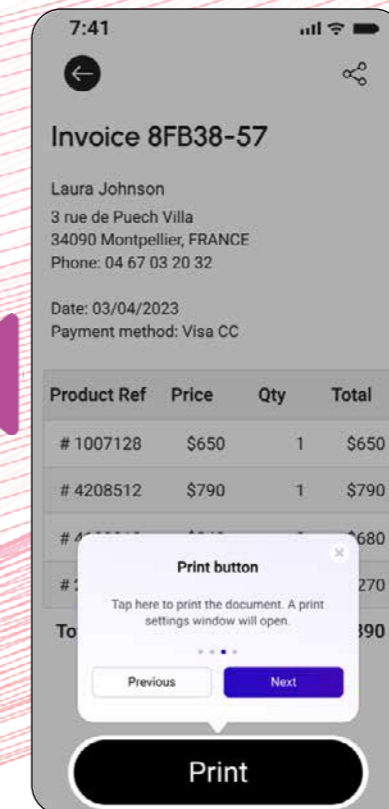 7:41
Invoice 8FB38-57
Laura Johnson
3 rue de Puech Villa
34090 Montpellier, FRANCE
Phone: 04 67 03 20 32
Date: 03/04/2023
Payment method: Visa CC
Product Ref Price Qty Total
# 1007128 $650 1 $650
# 4208512 $790 1 $790
Print button
Tap here to print the document. A print
settings window will open.
Previous Next
Print